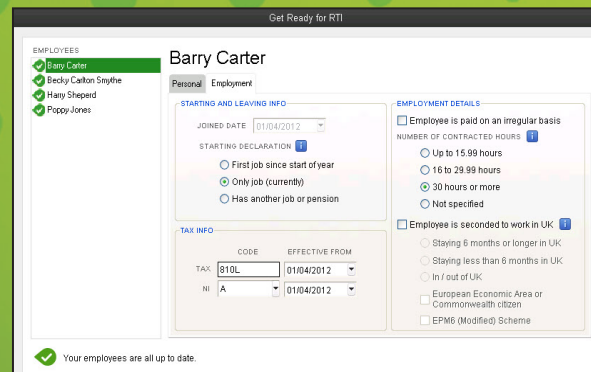 Get Ready for RTI
EMPLOYEES
Barry Carter
Becky Carlton Smythe
Harry Sheperd
Poppy Jones
Barry Carter
Personal Employment
STARTING AND LEAVING INFO
JOINED DATE 01/04/2012
STARTING DECLARATION i
First job since start of year
Only job (currently)
Has another job or pension
TAX INFO
CODE EFFECTIVE FROM
TAX 810L 01/04/2012
NI A 01/04/2012
EMPLOYMENT DETAILS
Employee is paid on an irregular basis
NUMBER OF CONTRACTED HOURS i
Up to 15.99 hours
16 to 29.99 hours
30 hours or more
Not specified
Employee is seconded to work in UK i
Staying 6 months or longer in UK
Staying less than 6 months in UK
In / out of UK
European Economic Area or
Commonwealth citizen
EPM6 (Modified) Scheme
Your employees are all up to date.